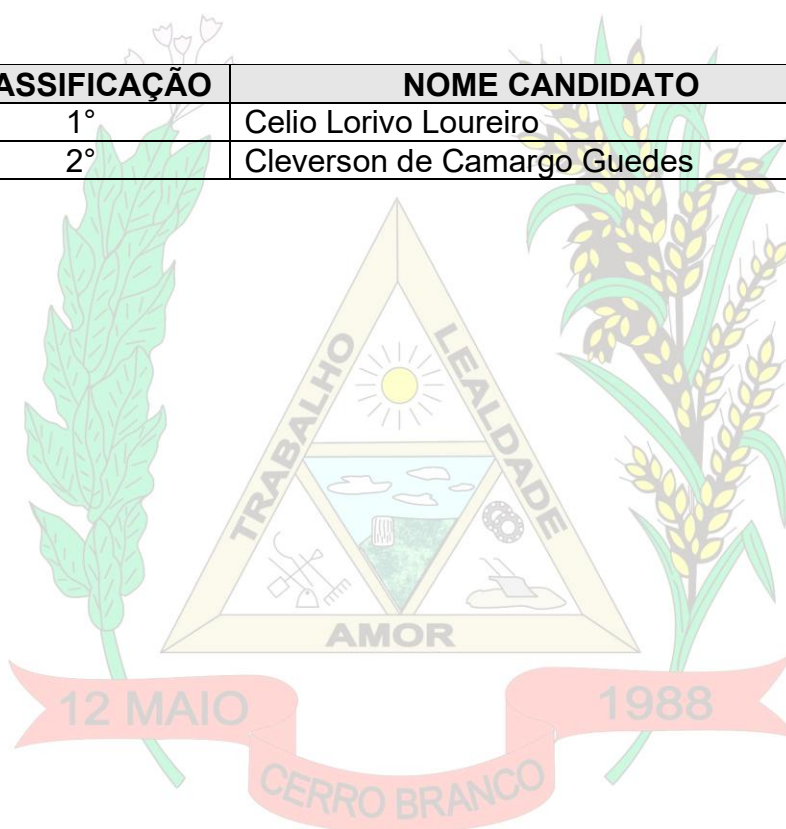 ASSIFICAÇÃO NOME CANDIDATO
1° Celio Lorivo Loureiro
2° Cleverson de Camargo Guedes
TRABALHO
LEALDADE
AMOR
12 MAIO 1988
CERRO BRANCO